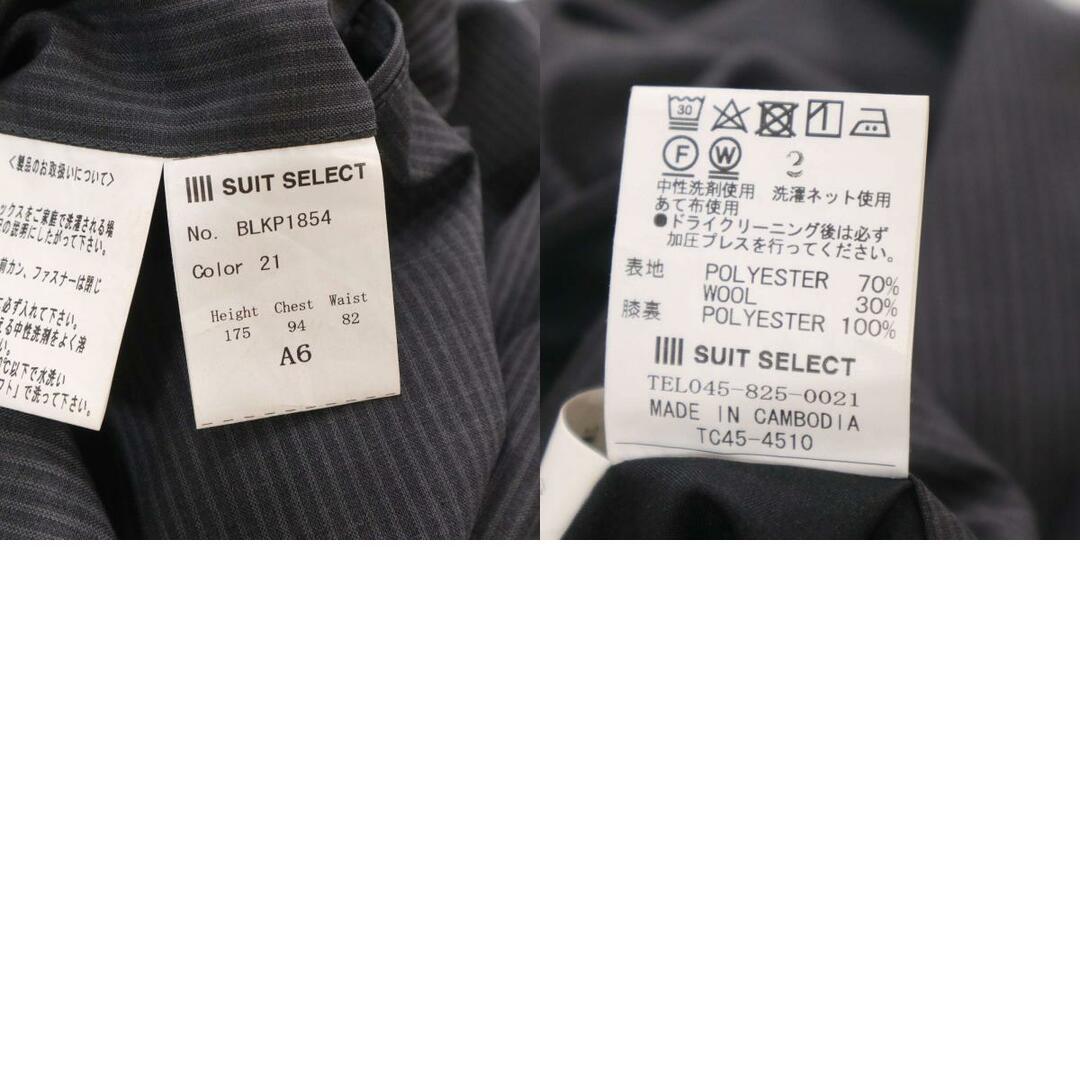 <製品のお取扱いについて>
ックスをご家庭で洗濯される場
の説明にしたがって下さい。
前カン、ファスナーは閉じ
に必ず入れて下さい。
える中性洗剤をよく溶
い。
℃以下で水洗い
フト」で洗って下さい。
SUIT SELECT
No. BLKP1854
Color 21
Height Chest Waist
175 94 82
A6
30
F W 2
中性洗剤使用 洗濯ネット使用
あて布使用
●ドライクリーニング後は必ず
加圧プレスを行ってください。
表地 POLYESTER 70%
WOOL 30%
膝裏 POLYESTER 100%
SUIT SELECT
TEL045-825-0021
MADE IN CAMBODIA
TC45-4510